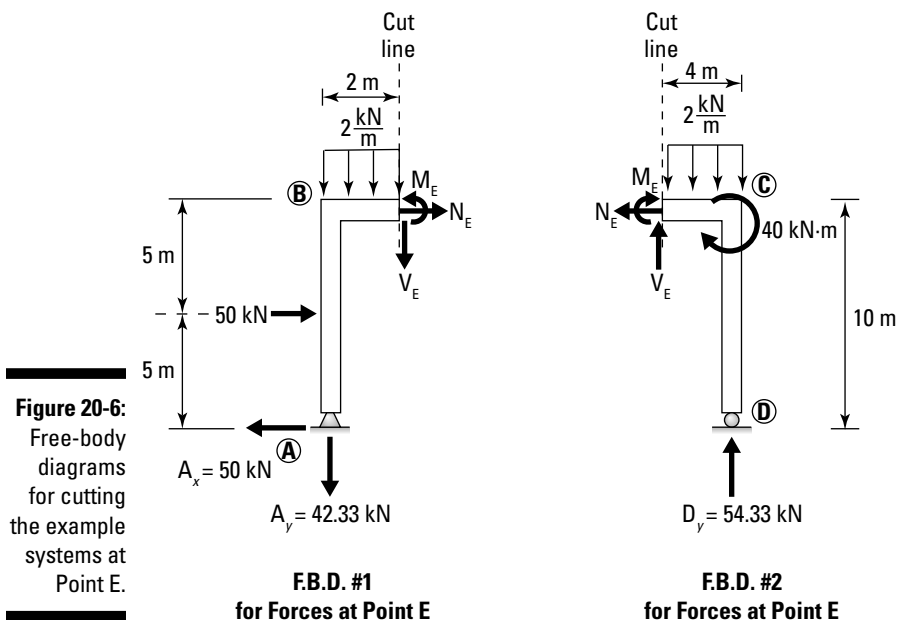 Cut
line
2 m
2 kN/m
B
M_E
N_E
V_E
5 m
50 kN
5 m
A
A_x = 50 kN
A_y = 42.33 kN
F.B.D. #1
for Forces at Point E
Cut
line
4 m
2 kN/m
M_E
C
N_E
40 kN·m
V_E
10 m
D
D_y = 54.33 kN
F.B.D. #2
for Forces at Point E
Figure 20-6:
Free-body
diagrams
for cutting
the example
systems at
Point E.